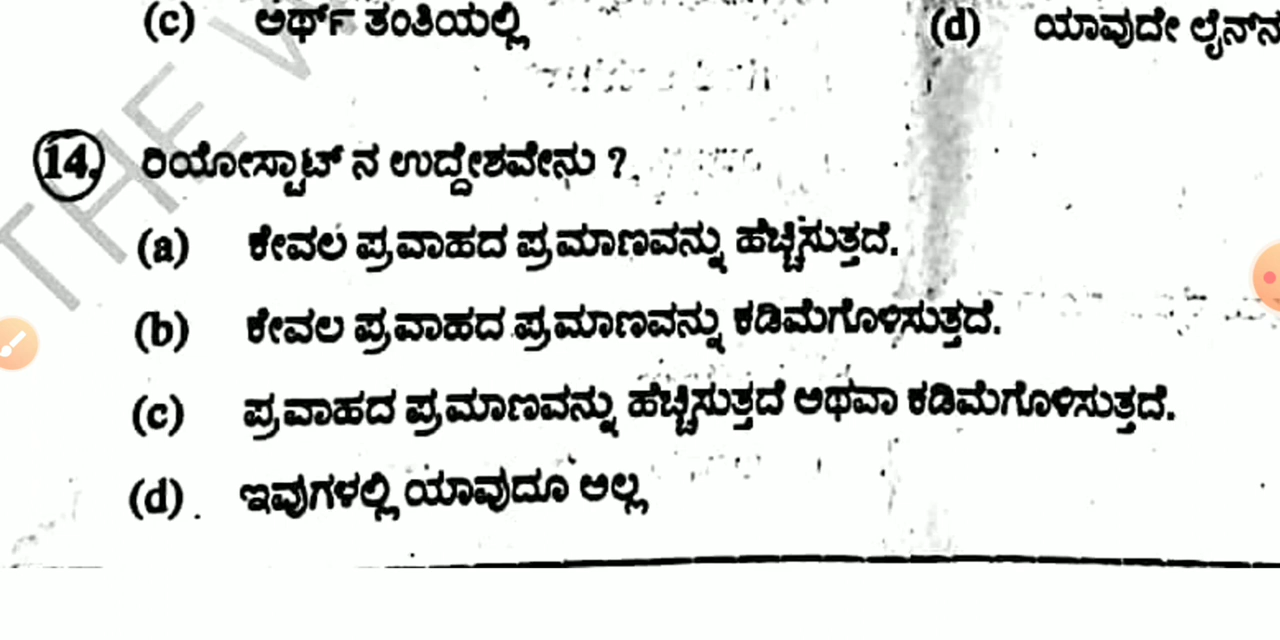 (c) ಅರ್ಥ್ ತಂತಿಯಲ್ಲಿ (d) ಯಾವುದೇ
14. ರಿಯೋಸ್ಟಾಟ್ ನ ಉದ್ದೇಶವೇನು ?
(a) ಕೇವಲ ಪ್ರವಾಹದ ಪ್ರಮಾಣವನ್ನು ಹೆಚ್ಚಿಸುತ್ತದೆ.
(b) ಕೇವಲ ಪ್ರವಾಹದ ಪ್ರಮಾಣವನ್ನು ಕಡಿಮೆಗೊಳಿಸುತ್ತದೆ.
(c) ಪ್ರವಾಹದ ಪ್ರಮಾಣವನ್ನು ಹೆಚ್ಚಿಸುತ್ತದೆ ಅಥವಾ ಕಡಿಮೆಗೊಳಿಸುತ್ತದೆ.
(d) . ಇವುಗಳಲ್ಲಿ ಯಾವುದೂ ಅಲ್ಲ
THE